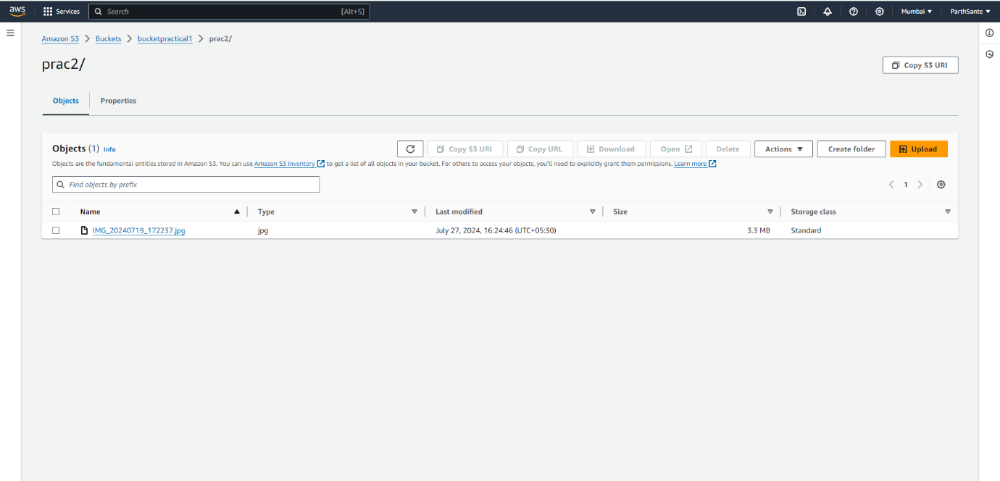 aws Services Search [Alt+S] Mumbai ParthSante
Amazon S3 Buckets bucketpractical1 prac2/
prac2/
Copy S3 URI
Objects Properties
Objects (1) Info Copy S3 URI Copy URL Download Open Delete Actions Create folder Upload
Objects are the fundamental entities stored in Amazon S3. You can use Amazon S3 inventory to get a list of all objects in your bucket. For others to access your objects, you'll need to explicitly grant them permissions. Learn more
Find objects by prefix 1
Name Type Last modified Size Storage class
IMG_20240719_172237.jpg jpg July 27, 2024, 16:24:46 (UTC+05:30) 3.3 MB Standard